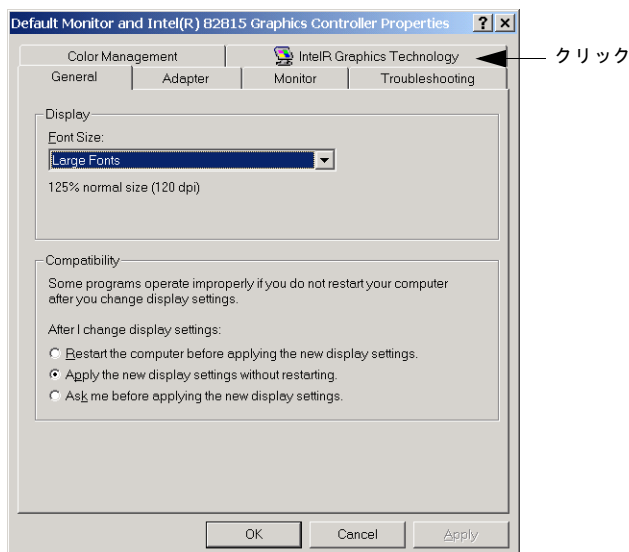 Default Monitor and Intel(R) 82815 Graphics Controller Properties
Color Management
IntelR Graphics Technology
クリック
General
Adapter
Monitor
Troubleshooting
Display
Font Size:
Large Fonts
125% normal size (120 dpi)
Compatibility
Some programs operate improperly if you do not restart your computer
after you change display settings.
After I change display settings:
Restart the computer before applying the new display settings.
Apply the new display settings without restarting.
Ask me before applying the new display settings.
OK
Cancel
Apply